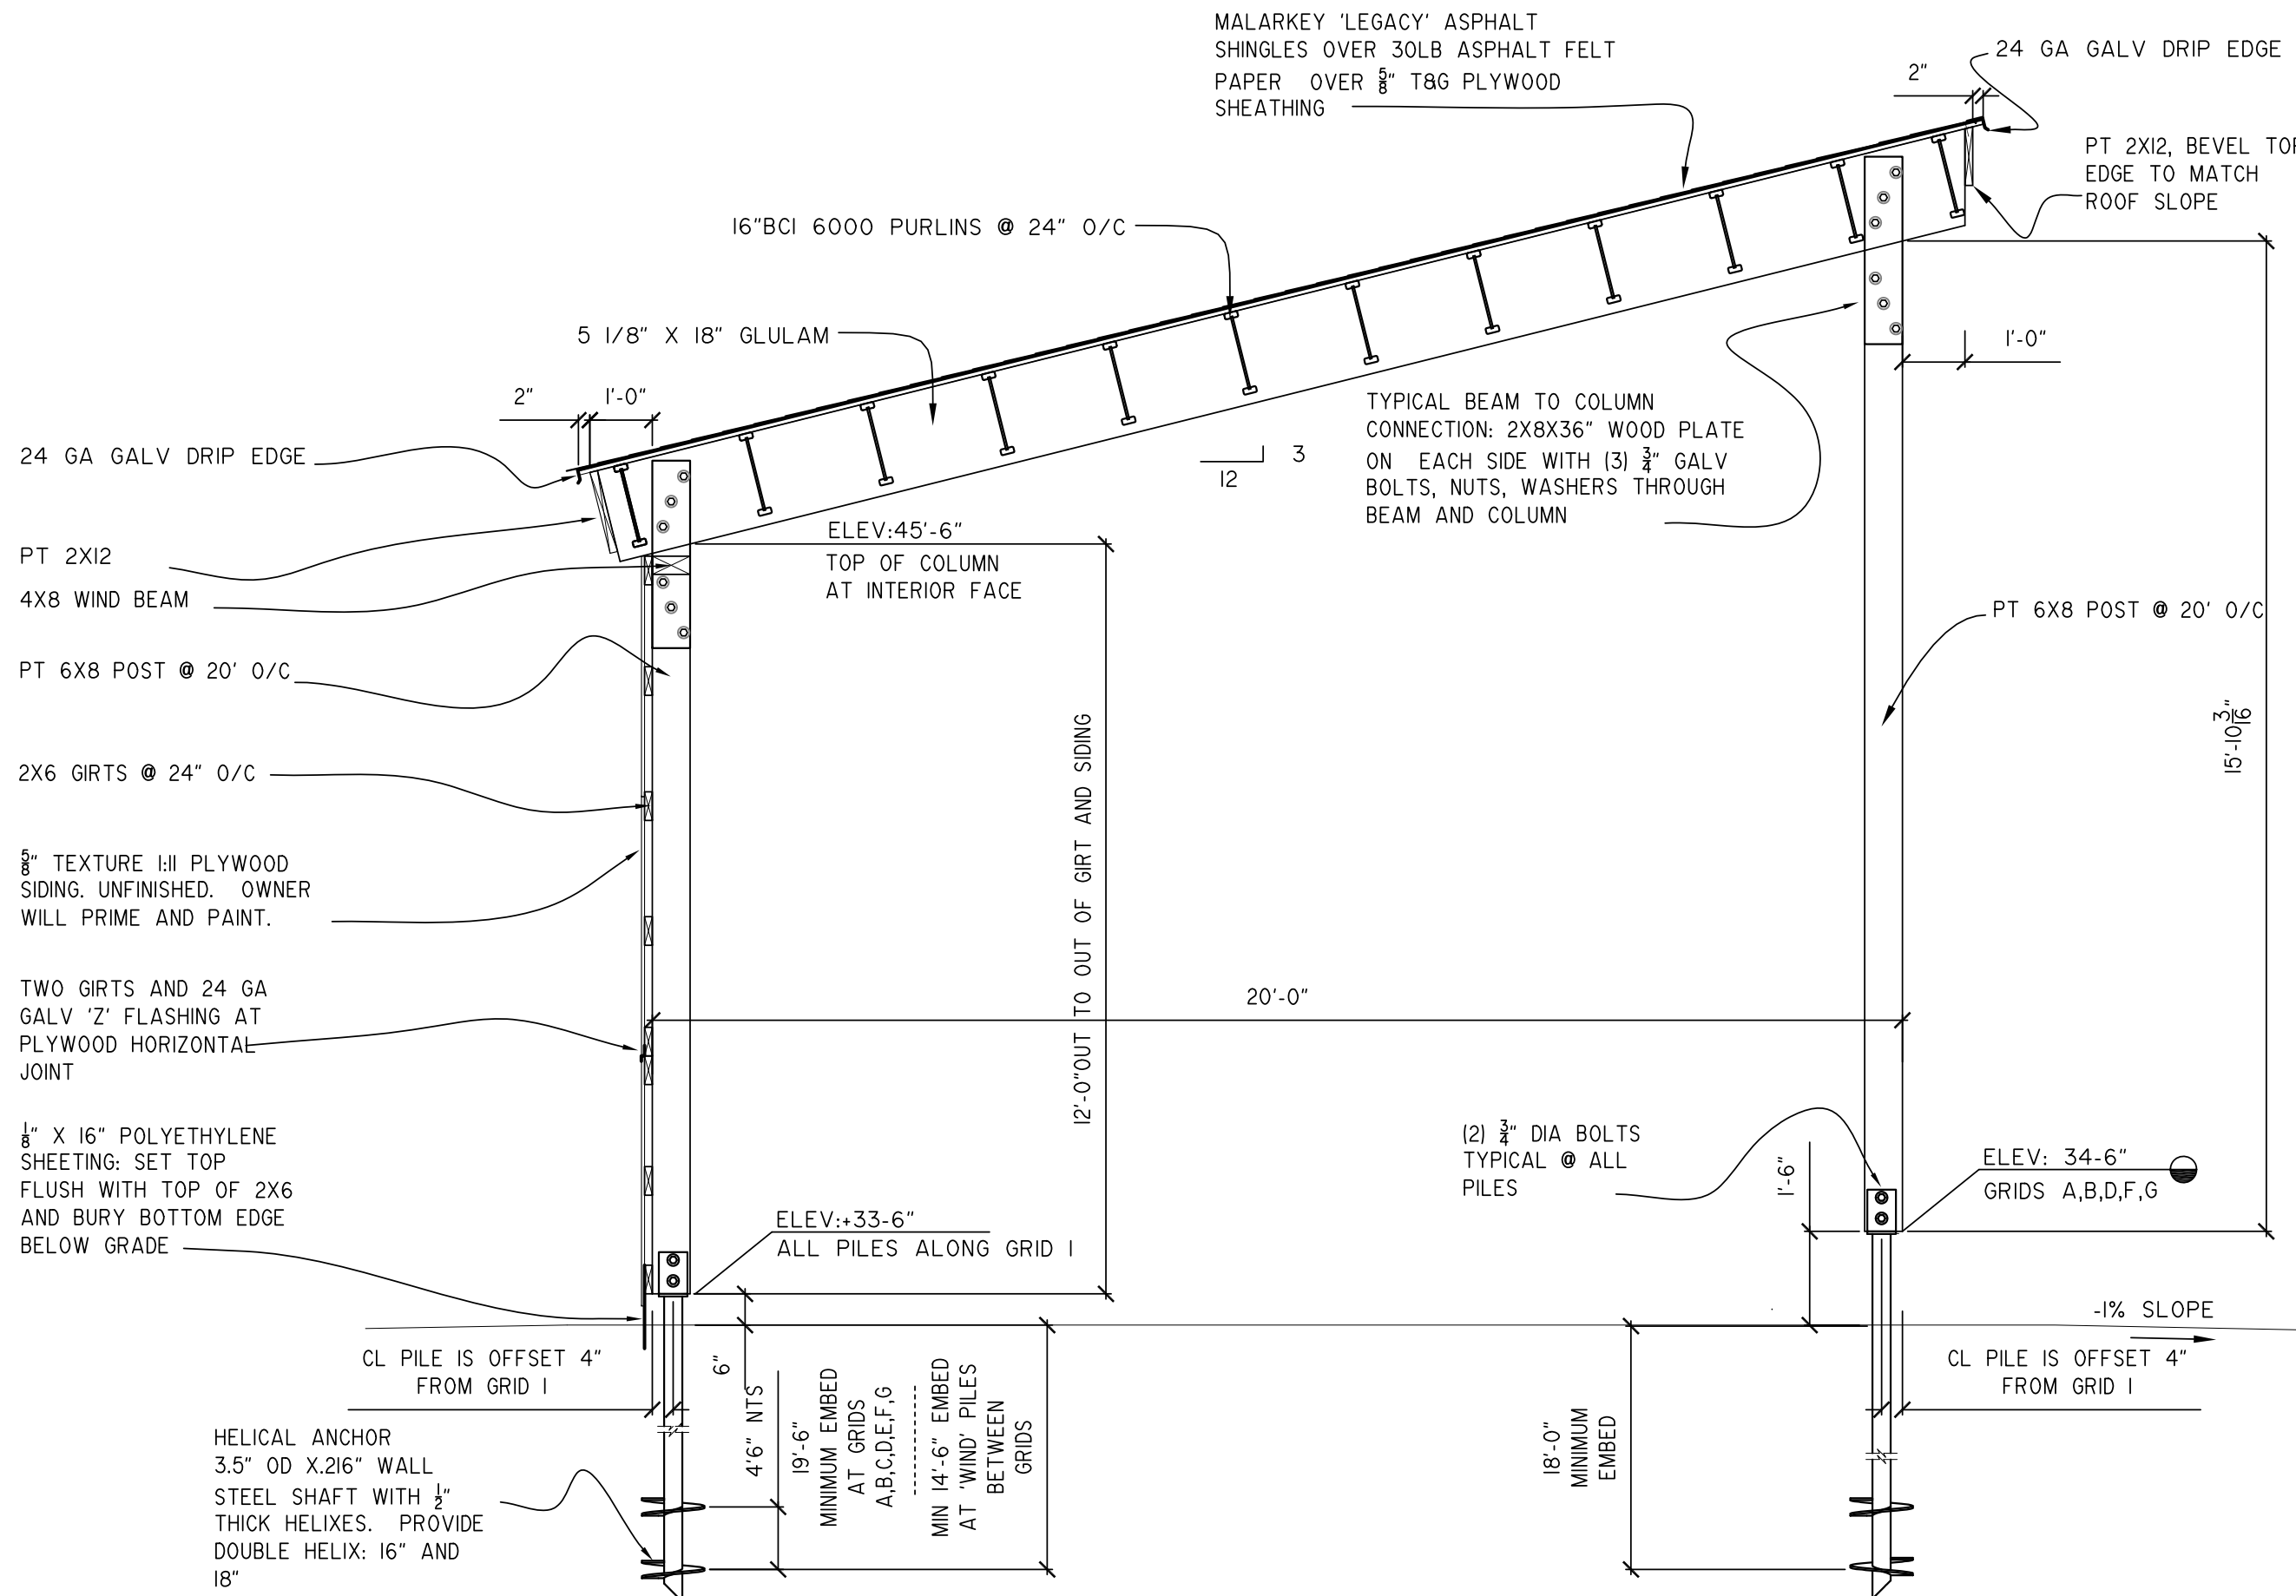 MALARKEY 'LEGACY' ASPHALT
SHINGLES OVER 30LB ASPHALT FELT
PAPER OVER 5/8" T&G PLYWOOD
SHEATHING
24 GA GALV DRIP EDGE
2"
PT 2X12, BEVEL TOP
EDGE TO MATCH
ROOF SLOPE
16"BCI 6000 PURLINS @ 24" O/C
5 1/8" X 18" GLULAM
1'-0"
2"
1'-0"
24 GA GALV DRIP EDGE
3
12
TYPICAL BEAM TO COLUMN
CONNECTION: 2X8X36" WOOD PLATE
ON EACH SIDE WITH (3) 3/4" GALV
BOLTS, NUTS, WASHERS THROUGH
BEAM AND COLUMN
PT 2X12
4X8 WIND BEAM
ELEV:45'-6"
TOP OF COLUMN
AT INTERIOR FACE
PT 6X8 POST @ 20' O/C
PT 6X8 POST @ 20' O/C
2X6 GIRTS @ 24" O/C
15'-10 3/16"
5/8" TEXTURE 1:11 PLYWOOD
SIDING. UNFINISHED. OWNER
WILL PRIME AND PAINT.
12'-0"OUT TO OUT OF GIRT AND SIDING
20'-0"
TWO GIRTS AND 24 GA
GALV 'Z' FLASHING AT
PLYWOOD HORIZONTAL
JOINT
1/8" X 16" POLYETHYLENE
SHEETING: SET TOP
FLUSH WITH TOP OF 2X6
AND BURY BOTTOM EDGE
BELOW GRADE
ELEV:+33-6"
ALL PILES ALONG GRID 1
(2) 3/4" DIA BOLTS
TYPICAL @ ALL
PILES
1'-6"
ELEV: 34-6"
GRIDS A,B,D,F,G
-1% SLOPE
CL PILE IS OFFSET 4"
FROM GRID 1
6"
4'6" NTS
19'-6"
MINIMUM EMBED
AT GRIDS
A,B,C,D,E,F,G
MIN 14'-6" EMBED
AT 'WIND' PILES
BETWEEN
GRIDS
18'-0"
MINIMUM
EMBED
CL PILE IS OFFSET 4"
FROM GRID 1
HELICAL ANCHOR
3.5" OD X.216" WALL
STEEL SHAFT WITH 1/2"
THICK HELIXES. PROVIDE
DOUBLE HELIX: 16" AND
18"